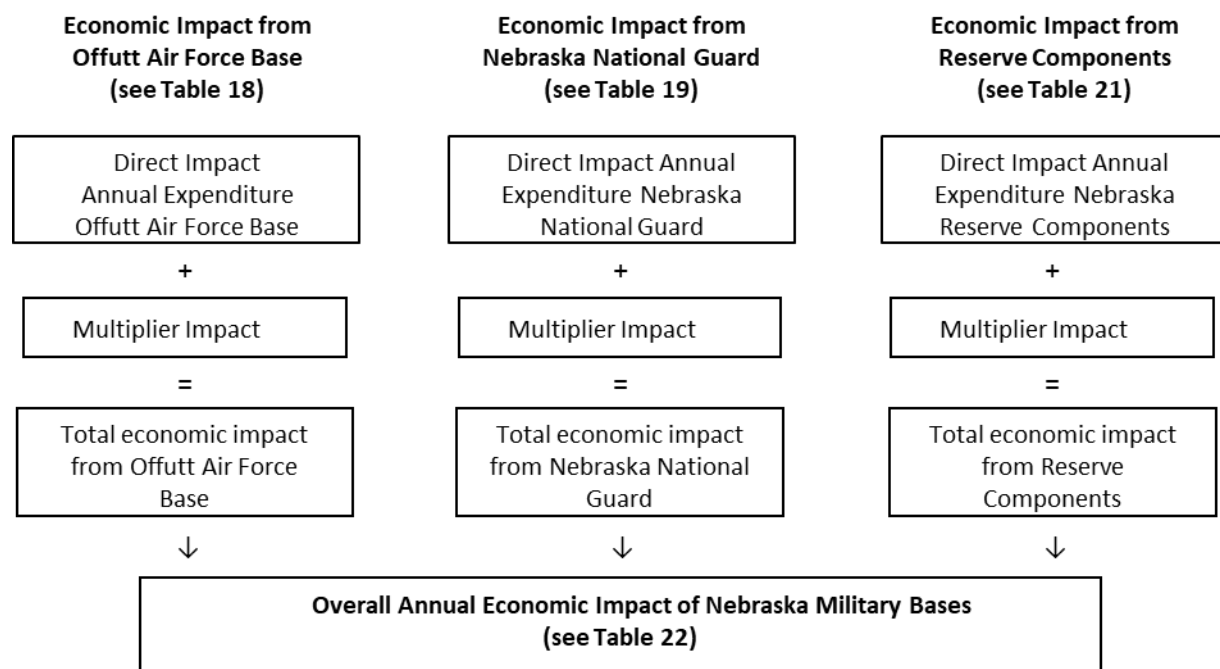 Economic Impact from
Offutt Air Force Base
(see Table 18)
Direct Impact
Annual Expenditure
Offutt Air Force Base
+
Multiplier Impact
=
Total economic impact
from Offutt Air Force
Base
↓
Economic Impact from
Nebraska National Guard
(see Table 19)
Direct Impact Annual
Expenditure Nebraska
National Guard
+
Multiplier Impact
=
Total economic impact
from Nebraska National
Guard
↓
Economic Impact from
Reserve Components
(see Table 21)
Direct Impact Annual
Expenditure Nebraska
Reserve Components
+
Multiplier Impact
=
Total economic impact
from Reserve
Components
↓
Overall Annual Economic Impact of Nebraska Military Bases
(see Table 22)